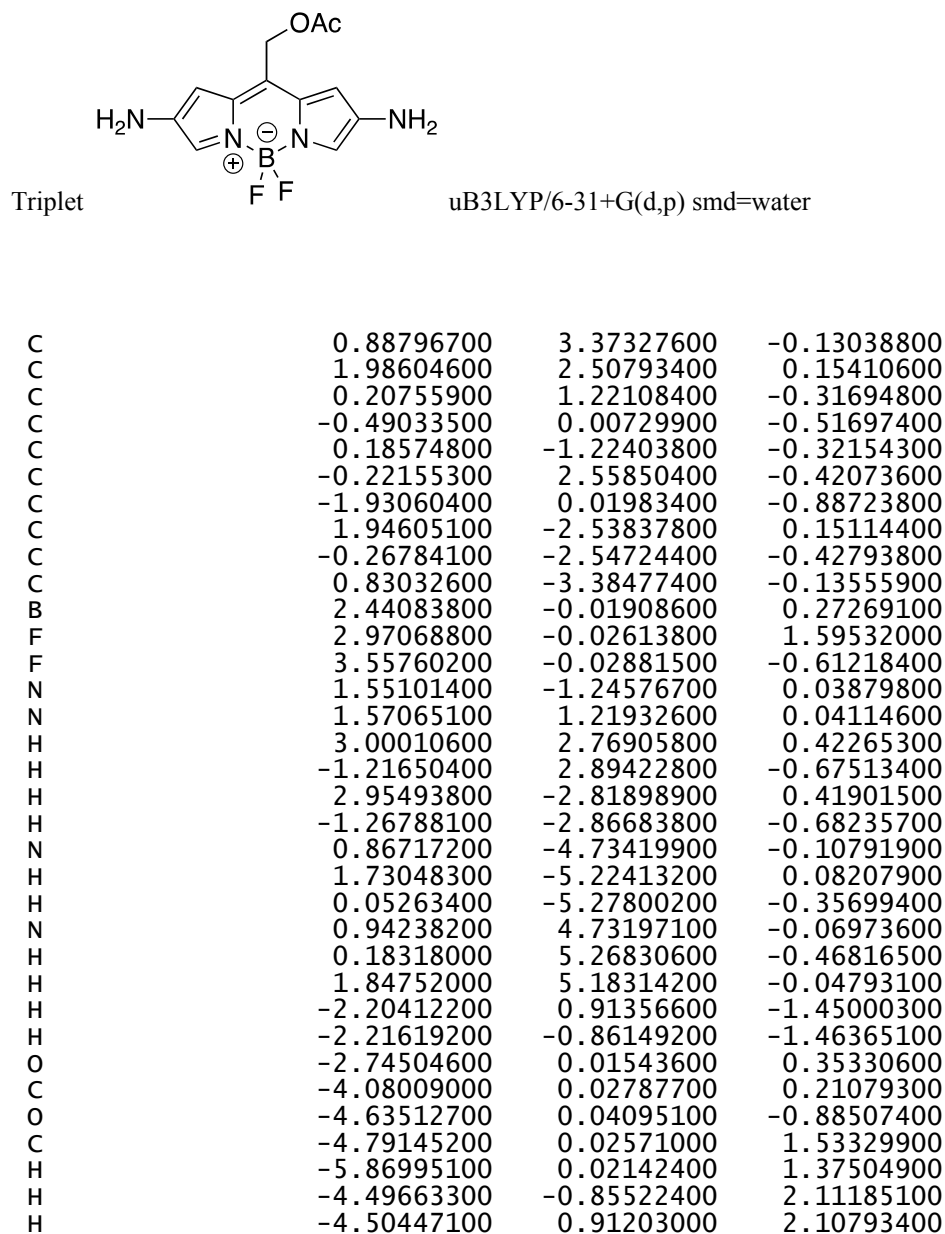 OAc
H2N
NH2
N
⊖
N
⊕
B
F F
Triplet uB3LYP/6-31+G(d,p) smd=water
C 0.88796700 3.37327600 -0.13038800
C 1.98604600 2.50793400 0.15410600
C 0.20755900 1.22108400 -0.31694800
C -0.49033500 0.00729900 -0.51697400
C 0.18574800 -1.22403800 -0.32154300
C -0.22155300 2.55850400 -0.42073600
C -1.93060400 0.01983400 -0.88723800
C 1.94605100 -2.53837800 0.15114400
C -0.26784100 -2.54724400 -0.42793800
C 0.83032600 -3.38477400 -0.13555900
B 2.44083800 -0.01908600 0.27269100
F 2.97068800 -0.02613800 1.59532000
F 3.55760200 -0.02881500 -0.61218400
N 1.55101400 -1.24576700 0.03879800
N 1.57065100 1.21932600 0.04114600
H 3.00010600 2.76905800 0.42265300
H -1.21650400 2.89422800 -0.67513400
H 2.95493800 -2.81898900 0.41901500
H -1.26788100 -2.86683800 -0.68235700
N 0.86717200 -4.73419900 -0.10791900
H 1.73048300 -5.22413200 0.08207900
H 0.05263400 -5.27800200 -0.35699400
N 0.94238200 4.73197100 -0.06973600
H 0.18318000 5.26830600 -0.46816500
H 1.84752000 5.18314200 -0.04793100
H -2.20412200 0.91356600 -1.45000300
H -2.21619200 -0.86149200 -1.46365100
O -2.74504600 0.01543600 0.35330600
C -4.08009000 0.02787700 0.21079300
O -4.63512700 0.04095100 -0.88507400
C -4.79145200 0.02571000 1.53329900
H -5.86995100 0.02142400 1.37504900
H -4.49663300 -0.85522400 2.11185100
H -4.50447100 0.91203000 2.10793400